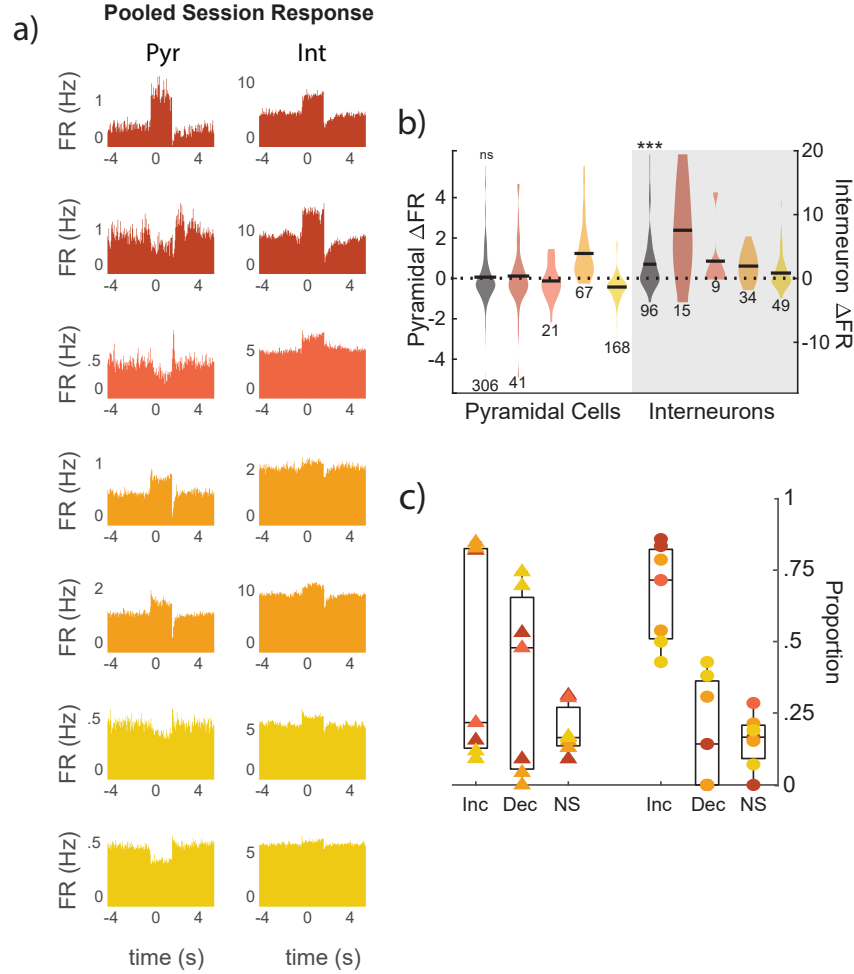 Pooled Session Response
a)
Pyr Int
FR (Hz) 1 0 -4 0 4
10 0 -4 0 4
FR (Hz) 1 0 -4 0 4
10 0 -4 0 4
FR (Hz) .5 0 -4 0 4
5 0 -4 0 4
FR (Hz) 1 0 -4 0 4
2 0 -4 0 4
FR (Hz) 2 0 -4 0 4
10 0 -4 0 4
FR (Hz) .5 0 -4 0 4
5 0 -4 0 4
FR (Hz) .5 0 -4 0 4
5 0 -4 0 4
time (s) time (s)
b)
Pyramidal ΔFR
4 2 0 -2 -4
ns ***
306 41 21 67 168 96 15 9 34 49
20 10 0 -10
Interneuron ΔFR
Pyramidal Cells Interneurons
c)
1 .75 .5 .25 0
Proportion
Inc Dec NS Inc Dec NS